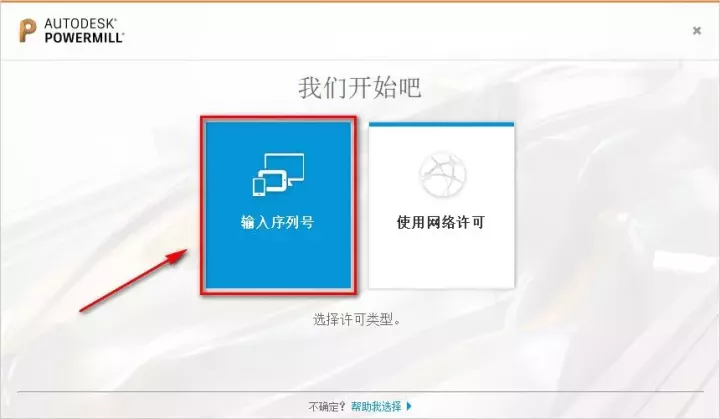 AUTODESK®
POWERMILL®
我们开始吧
输入序列号
使用网络许可
选择许可类型。
不确定？ 帮助我选择